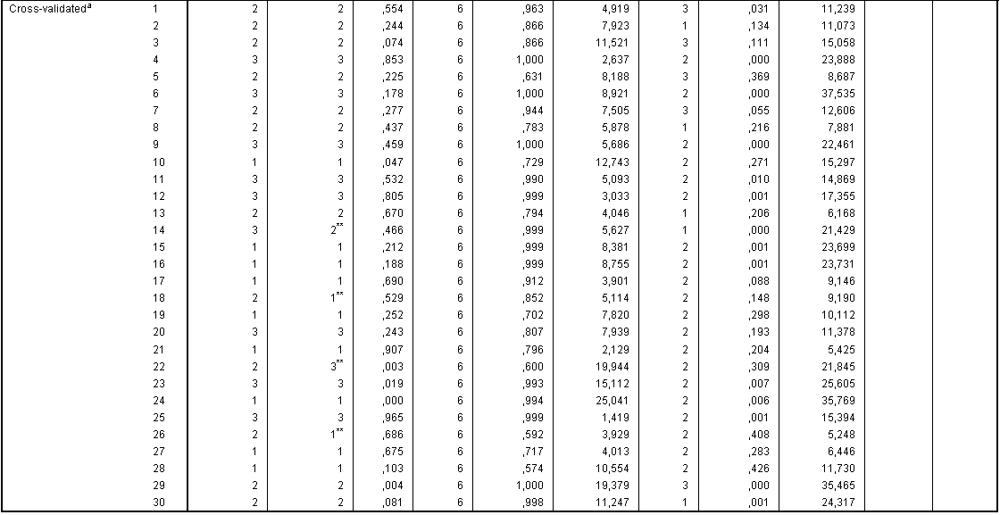 Cross-validatedª 1 2 2 ,554 6 ,963 4,919 3 ,031 11,239
2 2 2 ,244 6 ,866 7,923 1 ,134 11,073
3 2 2 ,074 6 ,866 11,521 3 ,111 15,058
4 3 3 ,853 6 1,000 2,637 2 ,000 23,888
5 2 2 ,225 6 ,631 8,188 3 ,369 8,687
6 3 3 ,178 6 1,000 8,921 2 ,000 37,535
7 2 2 ,277 6 ,944 7,505 3 ,055 12,606
8 2 2 ,437 6 ,783 5,878 1 ,216 7,881
9 3 3 ,459 6 1,000 5,686 2 ,000 22,461
10 1 1 ,047 6 ,729 12,743 2 ,271 15,297
11 3 3 ,532 6 ,990 5,093 2 ,010 14,869
12 3 3 ,805 6 ,999 3,033 2 ,001 17,355
13 2 2 ,670 6 ,794 4,046 1 ,206 6,168
14 3 2** ,466 6 ,999 5,627 1 ,000 21,429
15 1 1 ,212 6 ,999 8,381 2 ,001 23,699
16 1 1 ,188 6 ,999 8,755 2 ,001 23,731
17 1 1 ,690 6 ,912 3,901 2 ,088 9,146
18 2 1** ,529 6 ,852 5,114 2 ,148 9,190
19 1 1 ,252 6 ,702 7,820 2 ,298 10,112
20 3 3 ,243 6 ,807 7,939 2 ,193 11,378
21 1 1 ,907 6 ,796 2,129 2 ,204 5,425
22 2 3** ,003 6 ,600 19,944 2 ,309 21,845
23 3 3 ,019 6 ,993 15,112 2 ,007 25,605
24 1 1 ,000 6 ,994 25,041 2 ,006 35,769
25 3 3 ,965 6 ,999 1,419 2 ,001 15,394
26 2 1** ,686 6 ,592 3,929 2 ,408 5,248
27 1 1 ,675 6 ,717 4,013 2 ,283 6,446
28 1 1 ,103 6 ,574 10,554 2 ,426 11,730
29 2 2 ,004 6 1,000 19,379 3 ,000 35,465
30 2 2 ,081 6 ,998 11,247 1 ,001 24,317